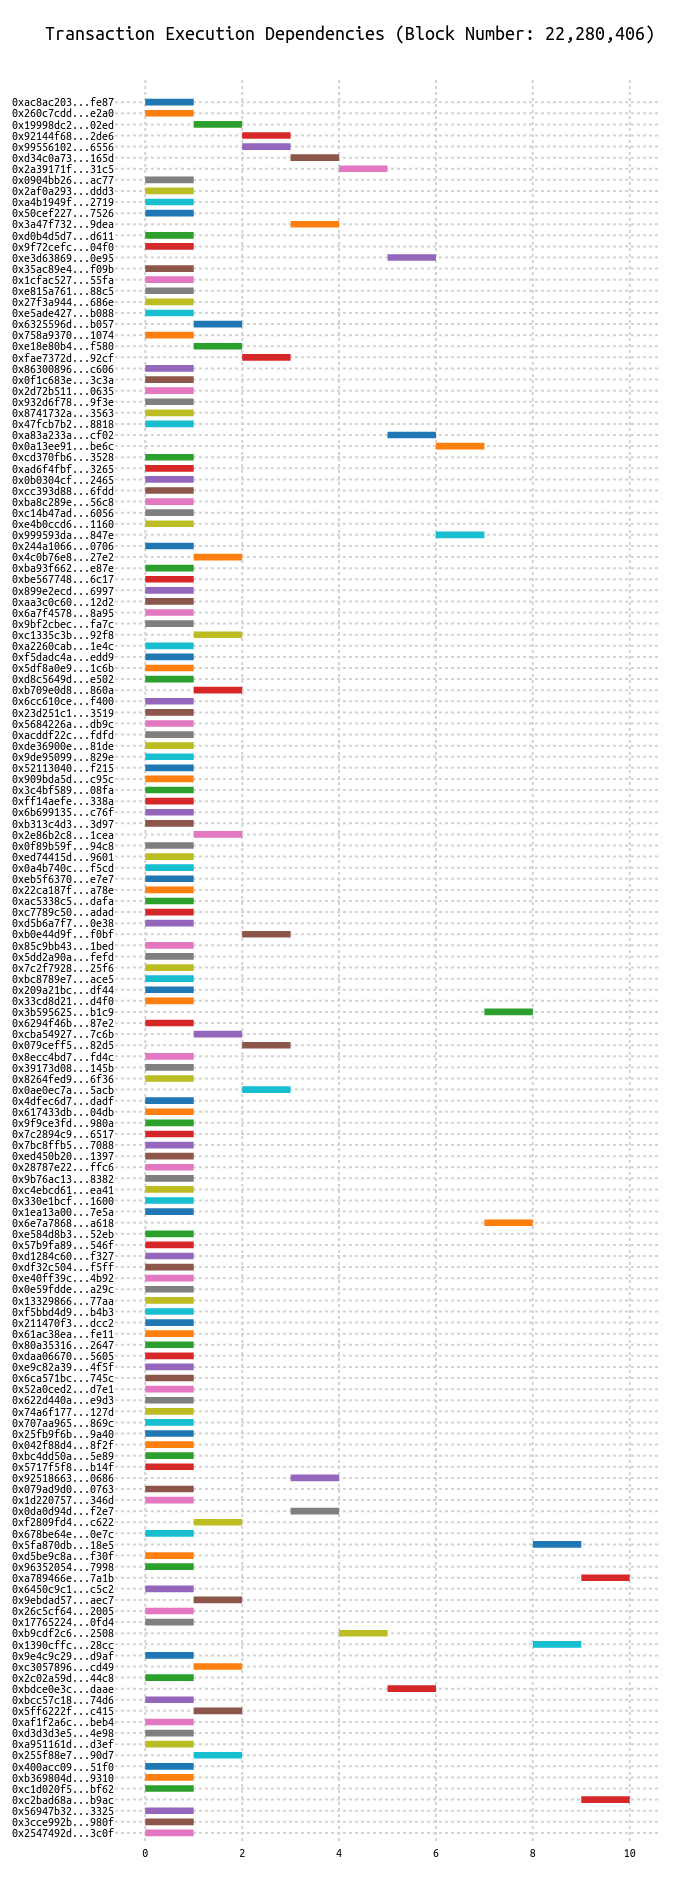 Transaction Execution Dependencies (Block Number: 22,280,406)
0xac8ac203...fe87
0x260c7cdd...e2a0
0x19998dc2...02ed
0x92144f68...2de6
0x99556102...6556
0xd34c0a73...165d
0x2a39171f...31c5
0x0904bb26...ac77
0x2af0a293...ddd3
0xa4b1949f...2719
0x50cef227...7526
0x3a47f732...9dea
0xd0b4d5d7...d611
0x9f72cefc...04f0
0xe3d63869...0e95
0x35ac89e4...f09b
0x1cfac527...55fa
0xe815a761...88c5
0x27f3a944...686e
0xe5ade427...b088
0x6325596d...b057
0x758a9370...1074
0xe18e80b4...f580
0xfae7372d...92cf
0x86300896...c606
0x0f1c683e...3c3a
0x2d72b511...0635
0x932d6f78...9f3e
0x8741732a...3563
0x47fcb7b2...8818
0xa83a233a...cf02
0x0a13ee91...be6c
0xcd370fb6...3528
0xad6f4fbf...3265
0x0b0304cf...2465
0xcc393d88...6fdd
0xba8c289e...56c8
0xc14b47ad...6056
0xe4b0ccd6...1160
0x999593da...847e
0x244a1066...0706
0x4c0b76e8...27e2
0xba93f662...e87e
0xbe567748...6c17
0x899e2ecd...6997
0xaa3c0c60...12d2
0x6a7f4578...8a95
0x9bf2cbec...fa7c
0xc1335c3b...92f8
0xa2260cab...1e4c
0xf5dadc4a...edd9
0x5df8a0e9...1c6b
0xd8c5649d...e502
0xb709e0d8...860a
0x6cc610ce...f400
0x23d251c1...3519
0x5684226a...db9c
0xacddf22c...fdfd
0xde36900e...81de
0x9de95099...829e
0x52113040...f215
0x909bda5d...c95c
0x3c4bf589...08fa
0xff14aefe...338a
0x6b699135...c76f
0xb313c4d3...3d97
0x2e86b2c8...1cea
0x0f89b59f...94c8
0xed74415d...9601
0x0a4b740c...f5cd
0xeb5f6370...e7e7
0x22ca187f...a78e
0xac5338c5...dafa
0xc7789c50...adad
0xd5b6a7f7...0e38
0xb0e44d9f...f0bf
0x85c9bb43...1bed
0x5dd2a90a...fefd
0x7c2f7928...25f6
0xbc8789e7...ace5
0x209a21bc...df44
0x33cd8d21...d4f0
0x3b595625...b1c9
0x6294f46b...87e2
0xcba54927...7c6b
0x079ceff5...82d5
0x8ecc4bd7...fd4c
0x39173d08...145b
0x8264fed9...6f36
0x0ae0ec7a...5acb
0x4dfec6d7...dadf
0x617433db...04db
0x9f9ce3fd...980a
0x7c2894c9...6517
0x7bc8ffb5...7088
0xed450b20...1397
0x28787e22...ffc6
0x9b76ac13...8382
0xc4ebcd61...ea41
0x330e1bcf...1600
0x1ea13a00...7e5a
0x6e7a7868...a618
0xe584d8b3...52eb
0x57b9fa89...546f
0xd1284c60...f327
0xdf32c504...f5ff
0xe40ff39c...4b92
0x0e59fdde...a29c
0x13329866...77aa
0xf5bbd4d9...b4b3
0x211470f3...dcc2
0x61ac38ea...fe11
0x80a35316...2647
0xdaa06670...5605
0xe9c82a39...4f5f
0x6ca571bc...745c
0x52a0ced2...d7e1
0x622d440a...e9d3
0x74a6f177...127d
0x707aa965...869c
0x25fb9f6b...9a40
0x042f88d4...8f2f
0xbc4dd50a...5e89
0x5717f5f8...b14f
0x92518663...0686
0x079ad9d0...0763
0x1d220757...346d
0x0da0d94d...f2e7
0xf2809fd4...c622
0x678be64e...0e7c
0x5fa870db...18e5
0xd5be9c8a...f30f
0x96352054...7998
0xa789466e...7a1b
0x6450c9c1...c5c2
0x9ebdad57...aec7
0x26c5cf64...2005
0x17765224...0fd4
0xb9cdf2c6...2508
0x1390cffc...28cc
0x9e4c9c29...d9af
0xc3057896...cd49
0x2c02a59d...44c8
0xbdce0e3c...daae
0xbcc57c18...74d6
0x5ff6222f...c415
0xaf1f2a6c...beb4
0xd3d3d3e5...4e98
0xa951161d...d3ef
0x255f88e7...90d7
0x400acc09...51f0
0xb369804d...9310
0xc1d020f5...bf62
0xc2bad68a...b9ac
0x56947b32...3325
0x3cce992b...980f
0x2547492d...3c0f
0 2 4 6 8 10